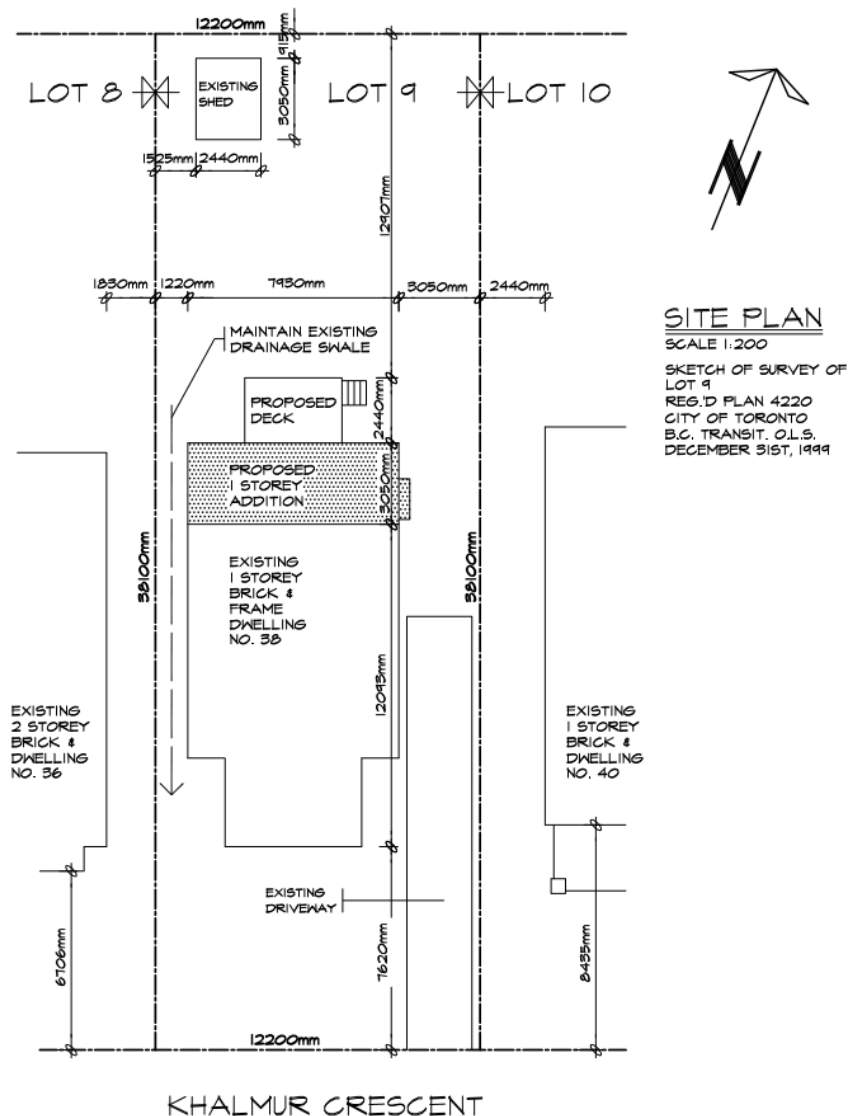 12200mm
915mm
LOT 8
EXISTING
SHED
3050mm
LOT 9
LOT 10
1525mm
2440mm
12907mm
1830mm
1220mm
7930mm
3050mm
2440mm
SITE PLAN
SCALE 1:200
SKETCH OF SURVEY OF
LOT 9
REG.'D PLAN 4220
CITY OF TORONTO
B.C. TRANSIT. O.L.S.
DECEMBER 31ST, 1999
MAINTAIN EXISTING
DRAINAGE SWALE
PROPOSED
DECK
2440mm
PROPOSED
1 STOREY
ADDITION
3050mm
38100mm
38100mm
EXISTING
1 STOREY
BRICK &
FRAME
DWELLING
NO. 38
12093mm
EXISTING
2 STOREY
BRICK &
DWELLING
NO. 36
EXISTING
1 STOREY
BRICK &
DWELLING
NO. 40
EXISTING
DRIVEWAY
6706mm
7620mm
8435mm
12200mm
KHALMUR CRESCENT